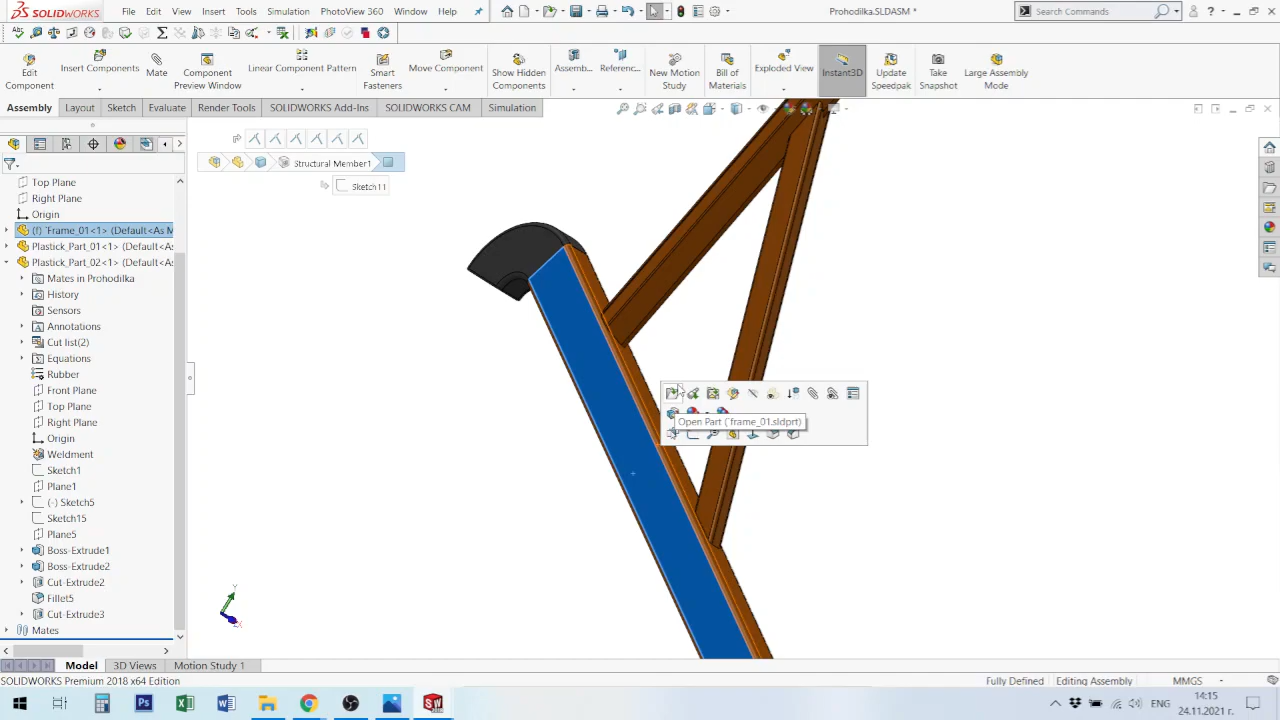 SOLIDWORKS File Edit View Insert Tools Simulation PhotoView 360 Window Help Prohodilka.SLDASM Search Commands
Edit Component
Insert Components
Mate
Component Preview Window
Linear Component Pattern
Smart Fasteners
Move Component
Show Hidden Components
Assemb...
Referenc...
New Motion Study
Bill of Materials
Exploded View
Instant3D
Update Speedpak
Take Snapshot
Large Assembly Mode
Assembly Layout Sketch Evaluate Render Tools SOLIDWORKS Add-Ins SOLIDWORKS CAM Simulation
Structural Member1
Sketch11
Top Plane
Right Plane
Origin
(f) `Frame_01<1> (Default<As M
Plastick_Part_01<1> (Default<As
Plastick_Part_02<1> (Default<As
Mates in Prohodilka
History
Sensors
Annotations
Cut list(2)
Equations
Rubber
Front Plane
Top Plane
Right Plane
Origin
Weldment
Sketch1
Plane1
(-) Sketch5
Sketch15
Plane5
Boss-Extrude1
Boss-Extrude2
Cut-Extrude2
Fillet5
Cut-Extrude3
Mates
Open Part (`frame_01.sldprt)
Y
X
Model 3D Views Motion Study 1
SOLIDWORKS Premium 2018 x64 Edition Fully Defined Editing Assembly MMGS
ENG
14:15
24.11.2021 г.